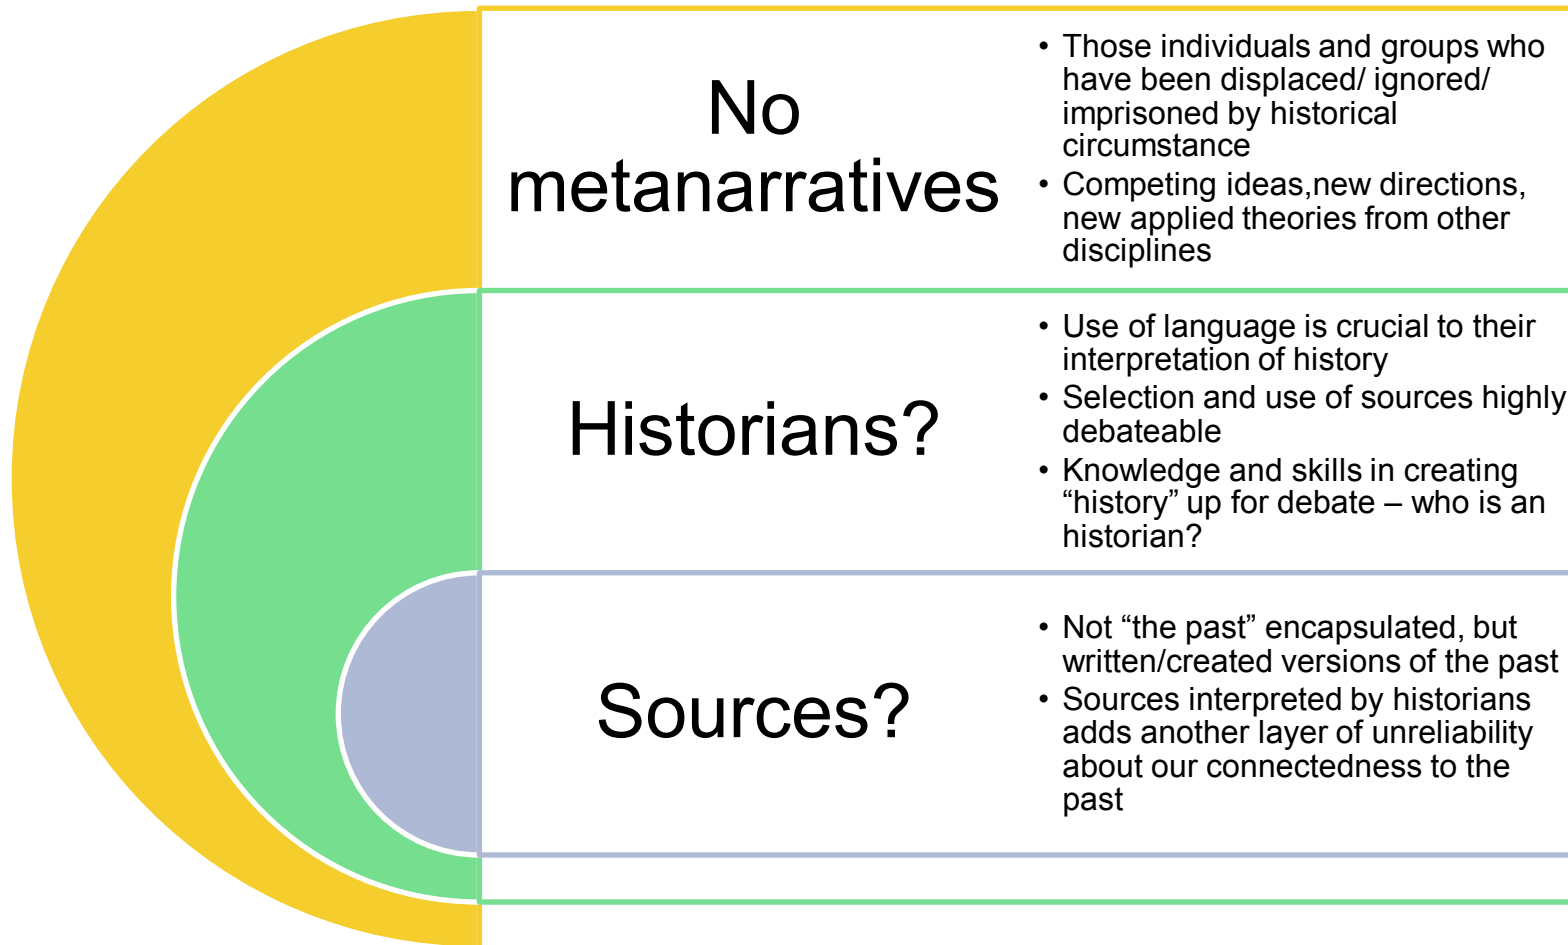 No
metanarratives
• Those individuals and groups who
have been displaced/ ignored/
imprisoned by historical
circumstance
• Competing ideas,new directions,
new applied theories from other
disciplines
Historians?
• Use of language is crucial to their
interpretation of history
• Selection and use of sources highly
debateable
• Knowledge and skills in creating
“history” up for debate – who is an
historian?
Sources?
• Not “the past” encapsulated, but
written/created versions of the past
• Sources interpreted by historians
adds another layer of unreliability
about our connectedness to the
past